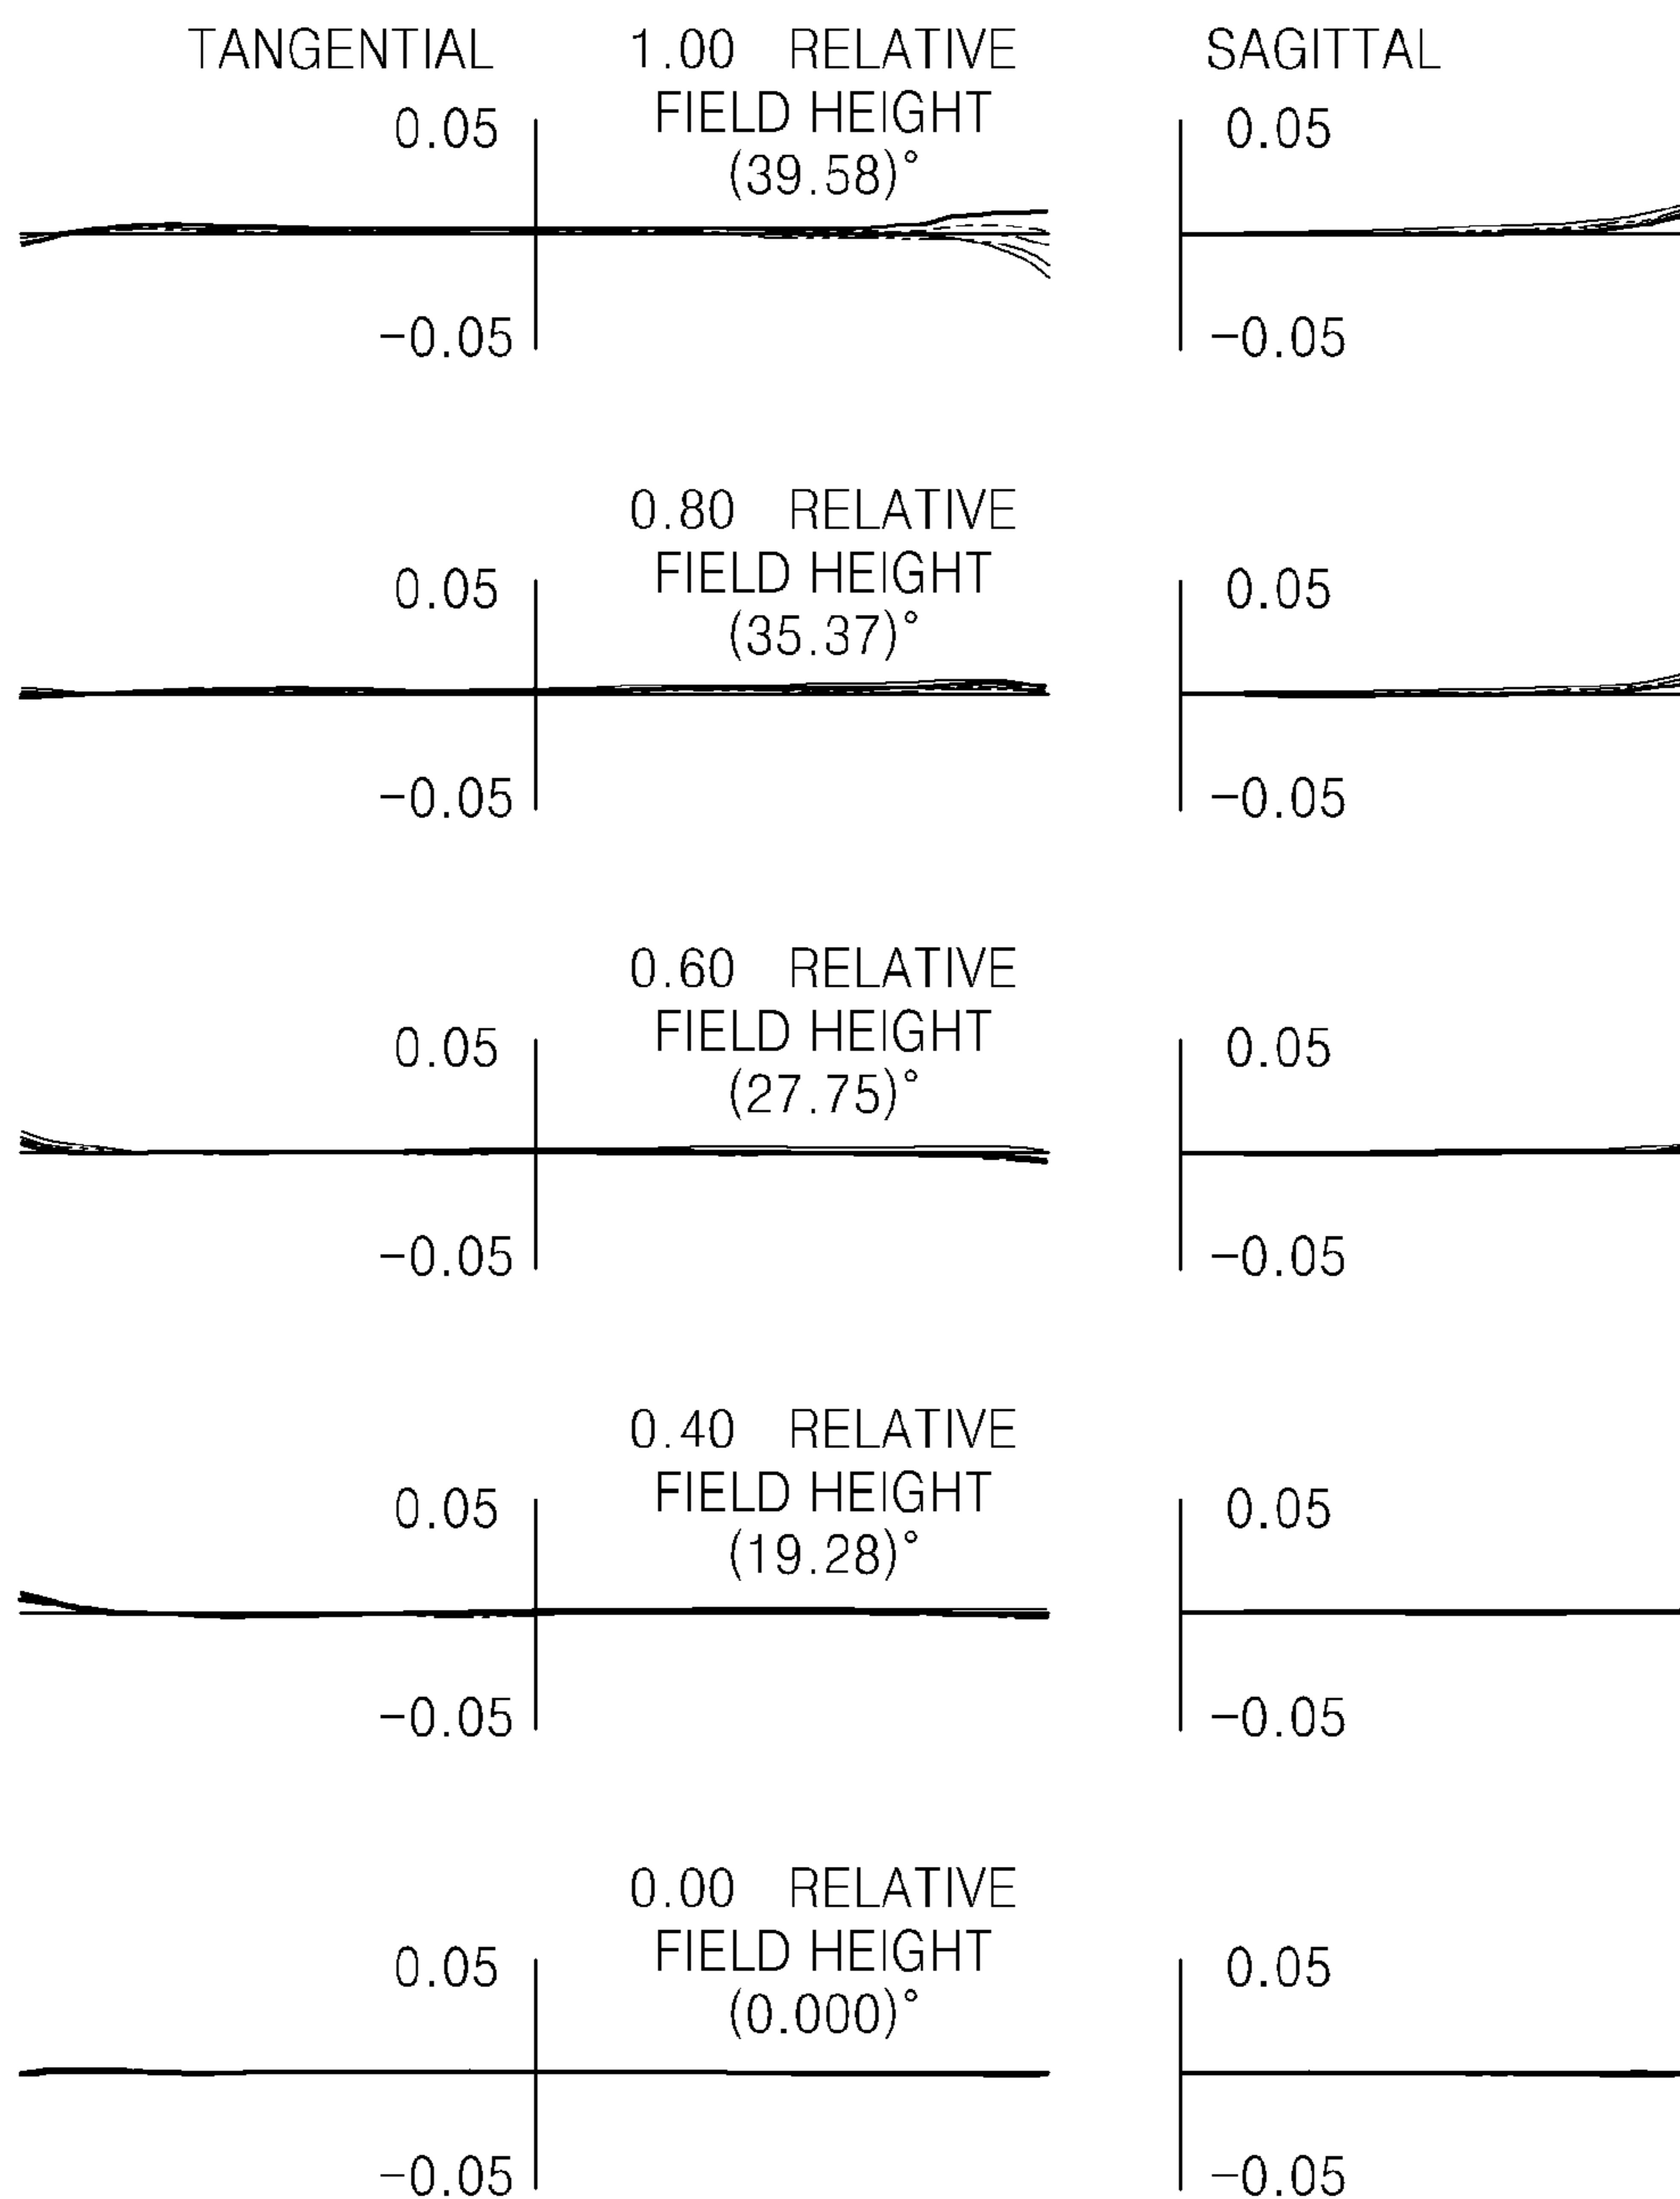 TANGENTIAL 1.00 RELATIVE SAGITTAL
FIELD HEIGHT
0.05 0.05
(39.58)°
-0.05 -0.05
0.80 RELATIVE
FIELD HEIGHT
0.05 0.05
(35.37)°
-0.05 -0.05
0.60 RELATIVE
FIELD HEIGHT
0.05 0.05
(27.75)°
-0.05 -0.05
0.40 RELATIVE
FIELD HEIGHT
0.05 0.05
(19.28)°
-0.05 -0.05
0.00 RELATIVE
FIELD HEIGHT
0.05 0.05
(0.000)°
-0.05 -0.05